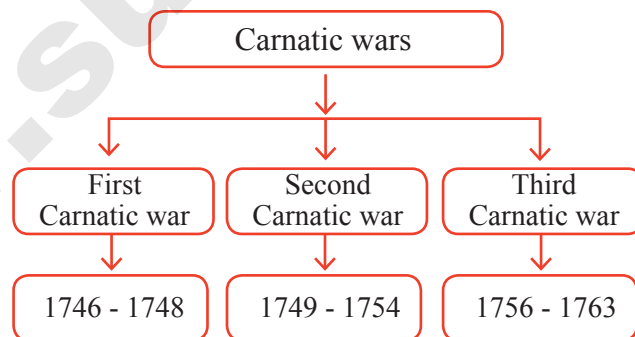 Carnatic wars
First
Carnatic war
Second
Carnatic war
Third
Carnatic war
1746 - 1748
1749 - 1754
1756 - 1763